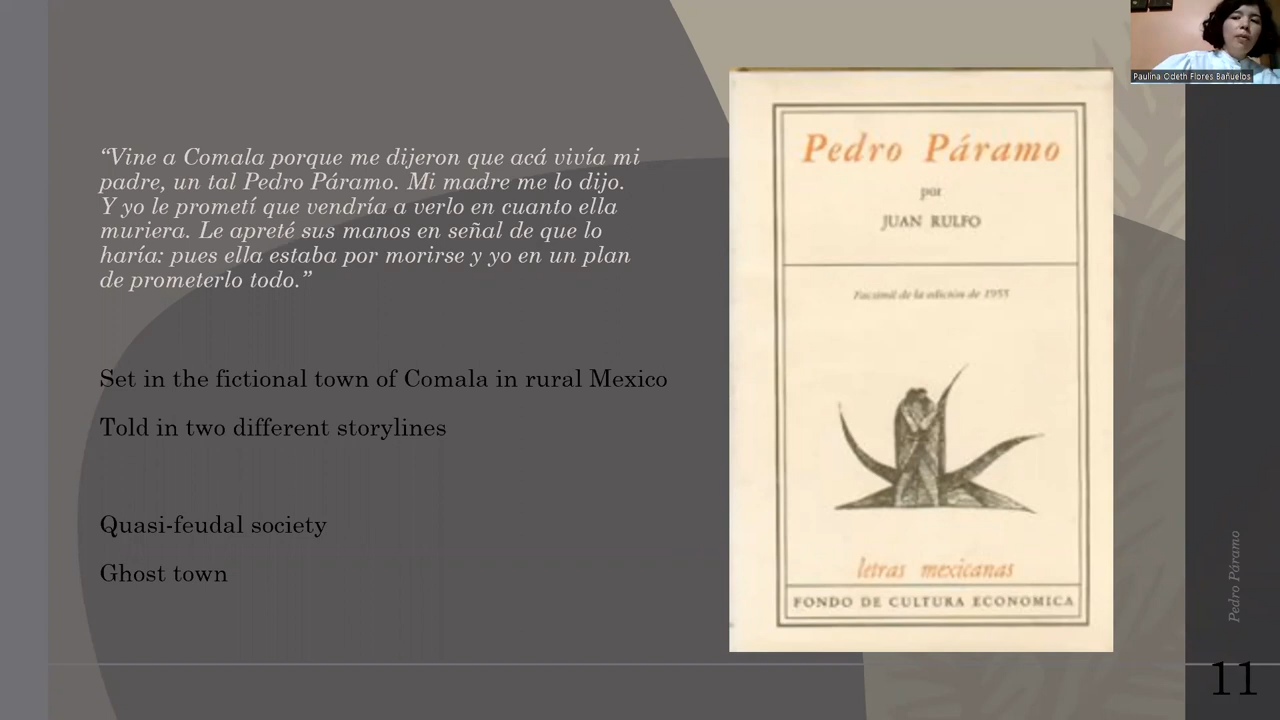 “Vine a Comala porque me dijeron que acá vivía mi
padre, un tal Pedro Páramo. Mi madre me lo dijo.
Y yo le prometí que vendría a verlo en cuanto ella
muriera. Le apreté sus manos en señal de que lo
haría: pues ella estaba por morirse y yo en un plan
de prometerlo todo.”
Set in the fictional town of Comala in rural Mexico
Told in two different storylines
Quasi-feudal society
Ghost town
Pedro Páramo
por
JUAN RULFO
Facsímil de la edición de 1955
letras mexicanas
FONDO DE CULTURA ECONOMICA
Paulina Odeth Flores Bañuelos
Pedro Páramo
11